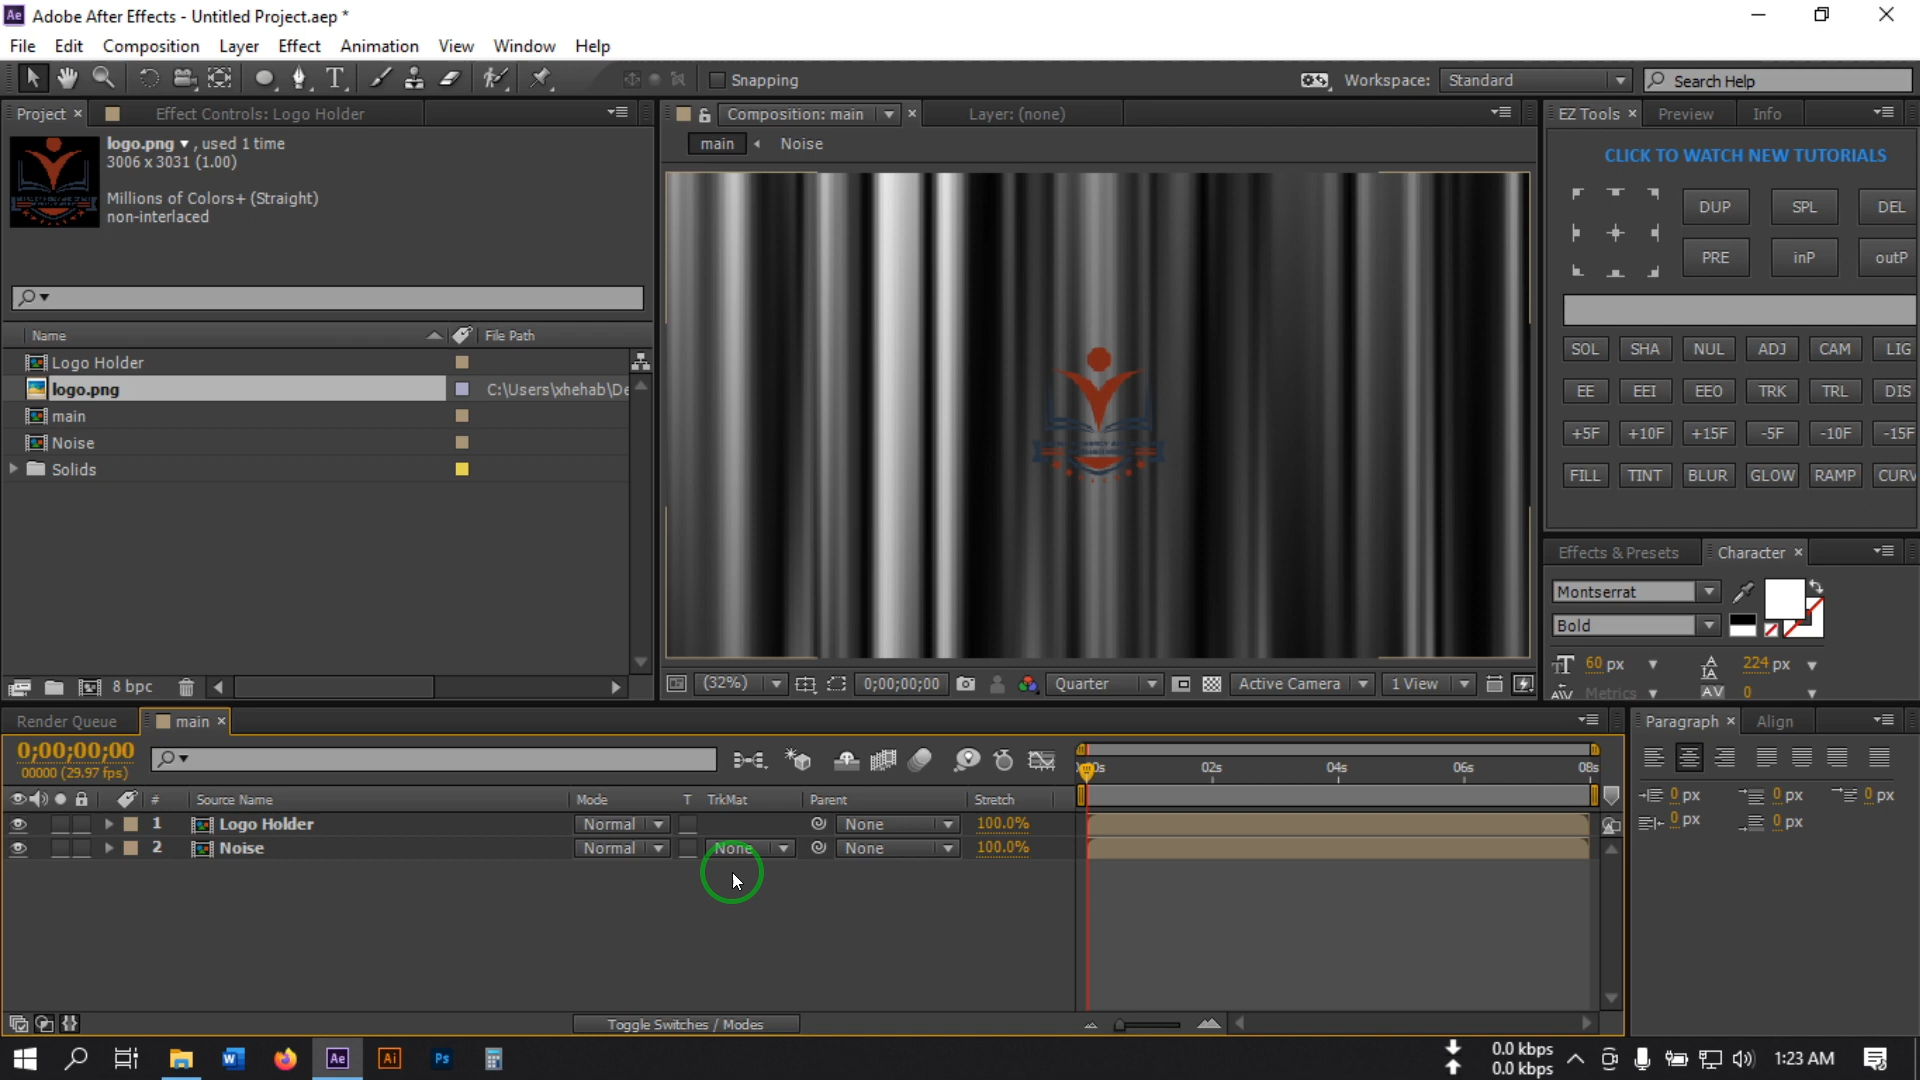 Ae Adobe After Effects - Untitled Project.aep *
File Edit Composition Layer Effect Animation View Window Help
Snapping
Workspace: Standard
Search Help
Project × Effect Controls: Logo Holder
logo.png ▾ , used 1 time
3006 x 3031 (1.00)
Millions of Colors+ (Straight)
non-interlaced
Name File Path
Logo Holder
logo.png C:\Users\xhehab\De
main
Noise
Solids
8 bpc
Composition: main × Layer: (none)
main Noise
(32%) 0;00;00;00 Quarter Active Camera 1 View
EZ Tools × Preview Info
CLICK TO WATCH NEW TUTORIALS
DUP SPL DEL
PRE inP outP
SOL SHA NUL ADJ CAM LIG
EE EEI EEO TRK TRL DIS
+5F +10F +15F -5F -10F -15F
FILL TINT BLUR GLOW RAMP CURV
Effects & Presets Character ×
Montserrat
Bold
60 px 224 px
Metrics 0
Render Queue main ×
0;00;00;00
00000 (29.97 fps)
02s 04s 06s 08s
# Source Name Mode T TrkMat Parent Stretch
1 Logo Holder Normal None 100.0%
2 Noise Normal None None 100.0%
Toggle Switches / Modes
Paragraph × Align
0 px 0 px 0 px
0 px 0 px
Ae Ai Ps
0.0 kbps
0.0 kbps
1:23 AM